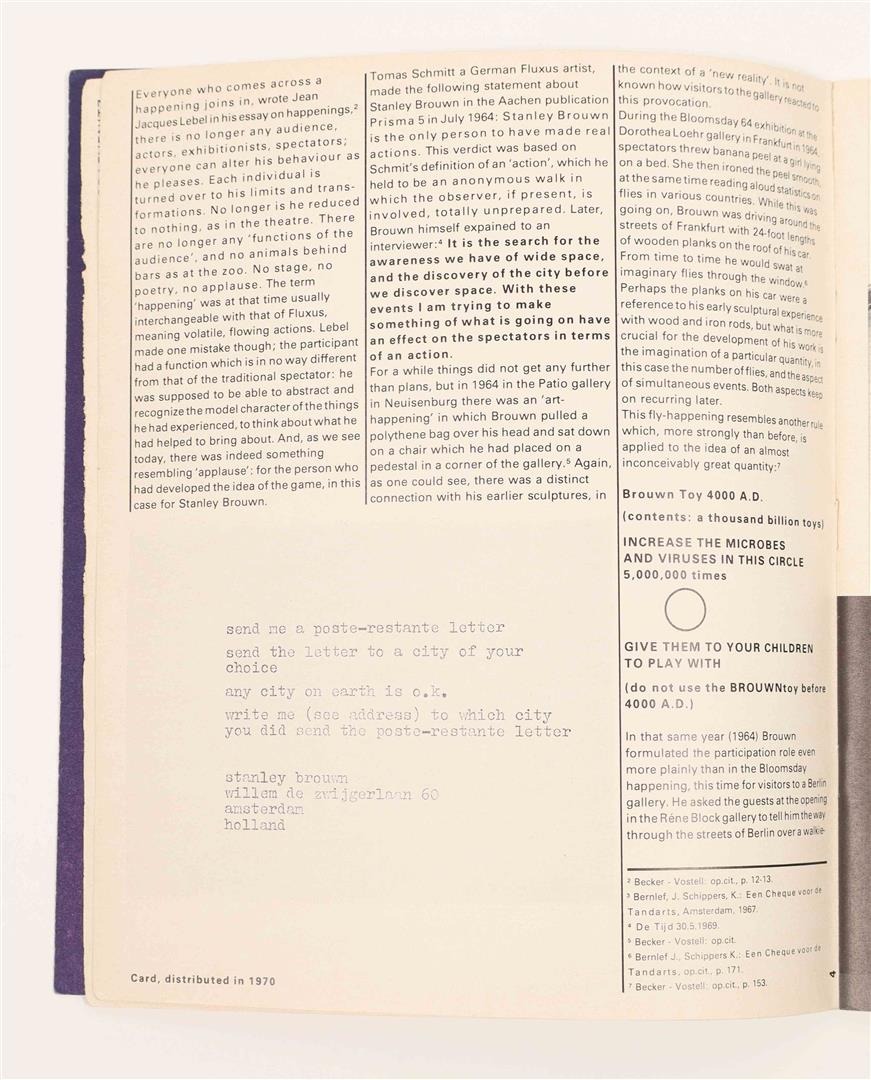 Everyone who comes across a
happening joins in, wrote Jean
Jacques Lebel in his essay on happenings,²
there is no longer any audience,
actors, exhibitionists, spectators;
everyone can alter his behaviour as
he pleases. Each individual is
turned over to his limits and trans-
formations. No longer is he reduced
to nothing, as in the theatre. There
are no longer any 'functions of the
audience', and no animals behind
bars as at the zoo. No stage, no
poetry, no applause. The term
'happening' was at that time usually
interchangeable with that of Fluxus,
meaning volatile, flowing actions. Lebel
made one mistake though; the participant
had a function which is in no way different
from that of the traditional spectator: he
was supposed to be able to abstract and
recognize the model character of the things
he had experienced, to think about what he
had helped to bring about. And, as we see
today, there was indeed something
resembling 'applause': for the person who
had developed the idea of the game, in this
case for Stanley Brouwn.
Tomas Schmitt a German Fluxus artist,
made the following statement about
Stanley Brouwn in the Aachen publication
Prisma 5 in July 1964: Stanley Brouwn
is the only person to have made real
actions. This verdict was based on
Schmit's definition of an 'action', which he
held to be an anonymous walk in
which the observer, if present, is
involved, totally unprepared. Later,
Brouwn himself expained to an
interviewer:⁴ It is the search for the
awareness we have of wide space,
and the discovery of the city before
we discover space. With these
events I am trying to make
something of what is going on have
an effect on the spectators in terms
of an action.
For a while things did not get any further
than plans, but in 1964 in the Patio gallery
in Neuisenburg there was an 'art-
happening' in which Brouwn pulled a
polythene bag over his head and sat down
on a chair which he had placed on a
pedestal in a corner of the gallery.⁵ Again,
as one could see, there was a distinct
connection with his earlier sculptures, in
the context of a 'new reality'. It is not
known how visitors to the gallery reacted to
this provocation.
During the Bloomsday 64 exhibition at the
Dorothea Loehr gallery in Frankfurt in 1964,
spectators threw banana peel at a girl lying
on a bed. She then ironed the peel smooth,
at the same time reading aloud statistics on
flies in various countries. While this was
going on, Brouwn was driving around the
streets of Frankfurt with 24-foot lengths
of wooden planks on the roof of his car.
From time to time he would swat at
imaginary flies through the window.⁶
Perhaps the planks on his car were a
reference to his early sculptural experience
with wood and iron rods, but what is more
crucial for the development of his work is
the imagination of a particular quantity, in
this case the number of flies, and the aspect
of simultaneous events. Both aspects keep
on recurring later.
This fly-happening resembles another rule
which, more strongly than before, is
applied to the idea of an almost
inconceivably great quantity:⁷
Brouwn Toy 4000 A.D.
(contents: a thousand billion toys)
INCREASE THE MICROBES
AND VIRUSES IN THIS CIRCLE
5,000,000 times
GIVE THEM TO YOUR CHILDREN
TO PLAY WITH
(do not use the BROUWNtoy before
4000 A.D.)
In that same year (1964) Brouwn
formulated the participation role even
more plainly than in the Bloomsday
happening, this time for visitors to a Berlin
gallery. He asked the guests at the opening
in the Réne Block gallery to tell him the way
through the streets of Berlin over a walkie-
² Becker - Vostell: op.cit., p. 12-13.
³ Bernlef, J. Schippers, K.: Een Cheque voor de
Tandarts, Amsterdam, 1967.
⁴ De Tijd 30.5.1969.
⁵ Becker - Vostell: op.cit.
⁶ Bernlef J., Schippers K.: Een Cheque voor de
Tandarts, op.cit., p. 171.
⁷ Becker - Vostell: op.cit., p. 153.
send me a poste-restante letter
send the letter to a city of your
choice
any city on earth is o.k.
write me (see address) to which city
you did send the poste-restante letter
stanley brouwn
willem de zwijgerlaan 60
amsterdam
holland
Card, distributed in 1970
4